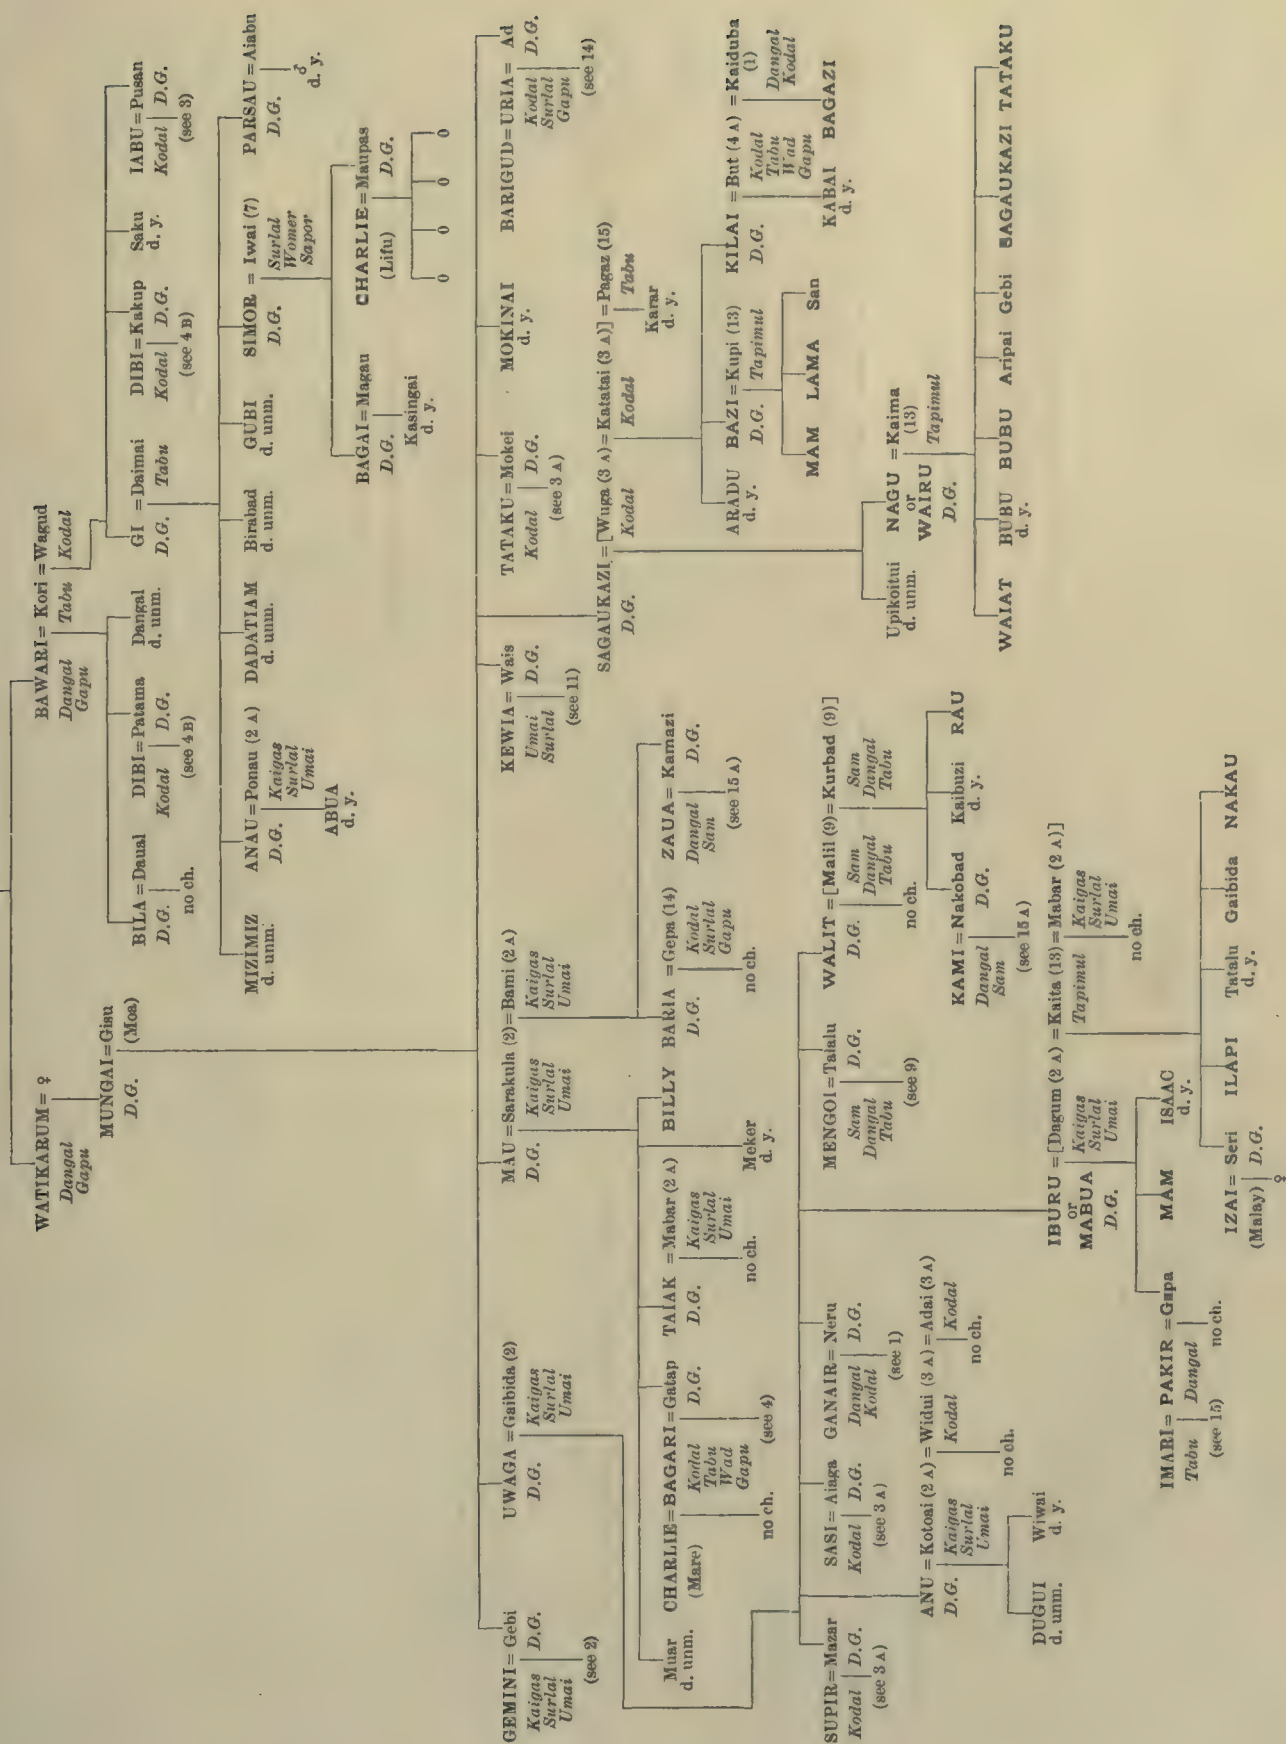 WATIKARUM = ♀
Dangal
Gapu
BAWARI = Kori = Wagud
Dangal Tabu Kodal
Gapu
MUNGAI = Gisu
D.G. (Moa)
BILA = Daual
D.G.
no ch.
DIBI = Patama
Kodal D.G.
(see 4 B)
Dangal
d. unm.
GI = Daimai
D.G. Tabu
DIBI = Kakup
Kodal D.G.
(see 4 B)
Saku
d. y.
IABU = Pusan
Kodal D.G.
(see 3)
MIZIMIZ
d. unm.
ANAU = Ponau (2 A)
D.G. Kaigas
Surlal
Umai
ABUA
d. y.
DADATIAM
d. unm.
Birabad
d. unm.
GUBI
d. unm.
SIMOR = Iwai (7)
D.G. Surlal
Womer
Sapor
PARSAU = Aiabu
D.G.
♂
d. y.
BAGAI = Magau
D.G.
Kasingai
d. y.
CHARLIE = Maupas
(Lifu) D.G.
0 0 0 0
GEMINI = Gebi
Kaigas D.G.
Surlal
Umai
(see 2)
UWAGA = Gaibida (2)
D.G. Kaigas
Surlal
Umai
MAU = Sarakula (2) = Bami (2 A)
D.G. Kaigas Kaigas
Surlal Surlal
Umai Umai
KEWIA = Wais
Umai D.G.
Surlal
(see 11)
TATAKU = Mokei
Kodal D.G.
(see 3 A)
MOKINAI
d. y.
BARIGUD = URIA = Ad
Kodal D.G.
Surlal
Gapu
(see 14)
SAGAUKAZI = [Wuga (3 A) = Katatai (3 A)] = Pagaz (15)
D.G. Kodal Kodal Tabu
Karar
d. y.
Muar
d. unm.
CHARLIE = BAGARI = Gatap
(Mare) Kodal D.G.
Tabu
Wad
Gapu
no ch. (see 4)
TAIAK = Mabar (2 A)
D.G. Kaigas
Surlal
Umai
no ch.
Meker
d. y.
BILLY
BARIA = Gepa (14)
D.G. Kodal
Surlal
Gapu
no ch.
ZAUA = Kamazi
Dangal D.G.
Sam
(see 15 A)
ARADU
d. y.
BAZI = Kupi (13)
D.G. Tapimul
KILAI = But (4 A) = Kaiduba
(1)
D.G. Kodal Dangal
Tabu Kodal
Wad
Gapu
MAM LAMA San
KABAI
d. y.
BAGAZI
Upikoitui
d. unm.
NAGU = Kaima
or (13)
WAIRU Tapimul
D.G.
WAIAT BUBU BUBU Aripai Gebi SAGAUKAZI TATAKU
d. y.
SUPIR = Mazar
Kodal D.G.
(see 3 A)
ANU = Kotoai (2 A) = Widui (3 A) = Adai (3 A)
D.G. Kaigas Kodal Kodal
Surlal
Umai
no ch. no ch.
DUGUI
d. unm.
Wiwai
d. y.
SASI = Aiaga
Kodal D.G.
(see 3 A)
GANAIR = Neru
Dangal D.G.
Kodal
(see 1)
IBURU = [Dagum (2 A) = Kaita (13) = Mabar (2 A)]
or Kaigas Tapimul Kaigas
MABUA Surlal Surlal
D.G. Umai Umai
no ch.
MENGOI = Talalu
Sam D.G.
Dangal
Tabu
(see 9)
WALIT = [Malil (9) = Kurbad (9)]
D.G. Sam Sam
Dangal Dangal
Tabu Tabu
no ch.
KAMI = Nakobad
Dangal D.G.
Sam
(see 15 A)
Kaibuzi
d. y.
RAU
IMARI = PAKIR = Gupa
Tabu Dangal
(see 15) no ch.
MAM
ISAAC
d. y.
IZAI = Seri
(Malay) D.G.
♀
ILAPI
Tatalu
d. y.
Gaibida
NAKAU